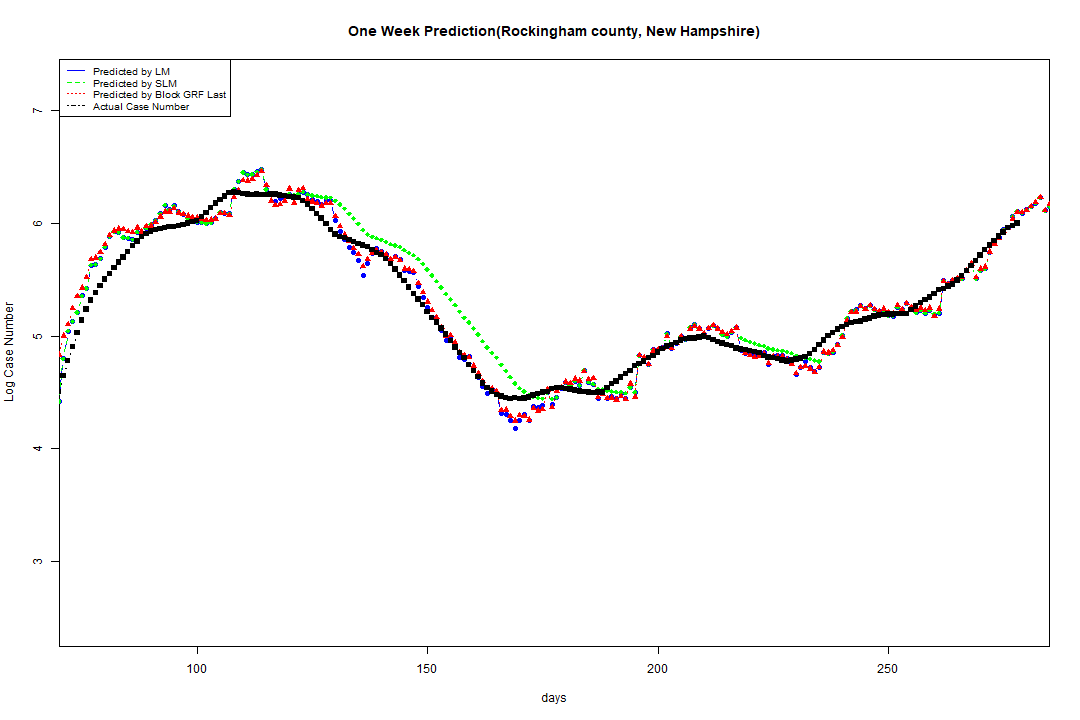 One Week Prediction(Rockingham county, New Hampshire)
Predicted by LM
Predicted by SLM
Predicted by Block GRF Last
Actual Case Number
7
6
5
4
3
Log Case Number
100
150
200
250
days